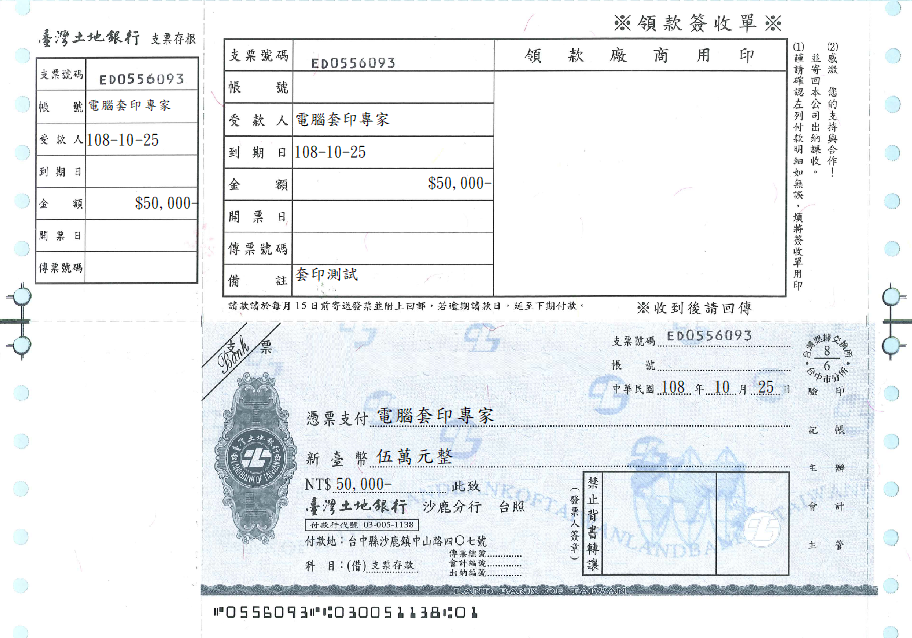 臺灣土地銀行 支票存根
支票號碼 ED0556093
帳號 電腦套印專家
受款人 108-10-25
到期日
金額 $50,000-
開票日
傳票號碼
※領款簽收單※
支票號碼 ED0556093
領款廠商用印
帳號
受款人 電腦套印專家
到期日 108-10-25
金額 $50,000-
開票日
傳票號碼
備註 套印測試
(1)謹請確認左列付款明細如無誤,煩將簽收單用印
並寄回本公司出納課收。
(2)感激 您的支持與合作!
請款請於每月15日前寄送發票並附上回郵,若逾期請款日,延至下期付款。
※收到後請回傳
支票
Bank
支票號碼 ED0556093
帳號
中華民國 108 年 10 月 25 日
台灣票據交換所
8
6
台中市分所
憑票支付 電腦套印專家
新臺幣 伍萬元整
NT$ 50,000- 此致
臺灣土地銀行 沙鹿分行 台照
付款行代號 03-005-1138
付款地:台中縣沙鹿鎮中山路四〇七號
科目:(借)支票存款
傳票號號
會計編號
出納編號
(發票人簽章)
禁止背書轉讓
驗印
記帳
主辦
會計
主管
LAND BANK OF TAIWAN
⑈0556093⑈⑆030051138⑆01